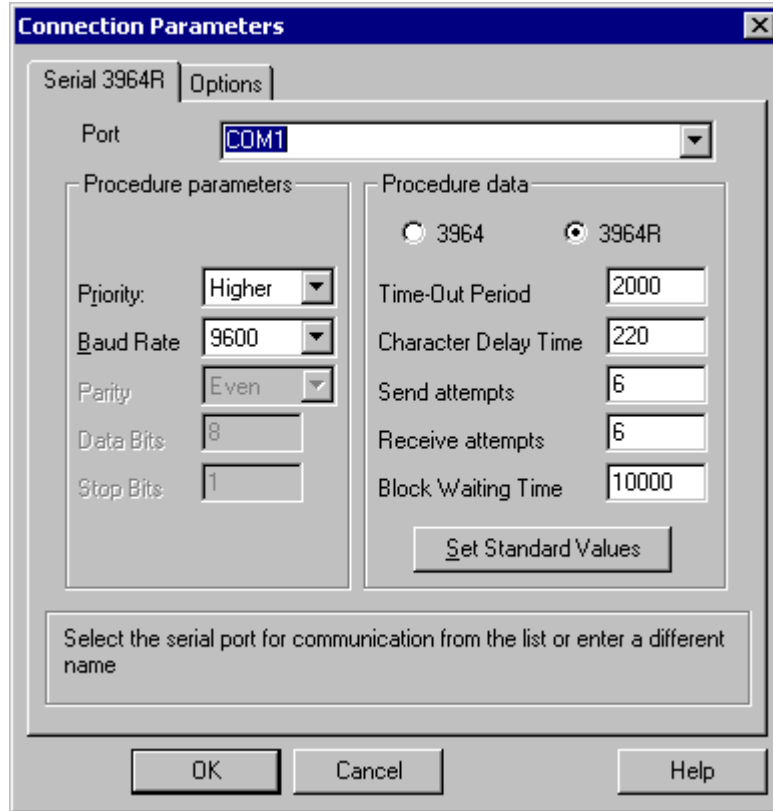 Connection Parameters
Serial 3964R Options
Port COM1
Procedure parameters
Priority: Higher
Baud Rate 9600
Parity Even
Data Bits 8
Stop Bits 1
Procedure data
3964 3964R
Time-Out Period 2000
Character Delay Time 220
Send attempts 6
Receive attempts 6
Block Waiting Time 10000
Set Standard Values
Select the serial port for communication from the list or enter a different
name
OK Cancel Help